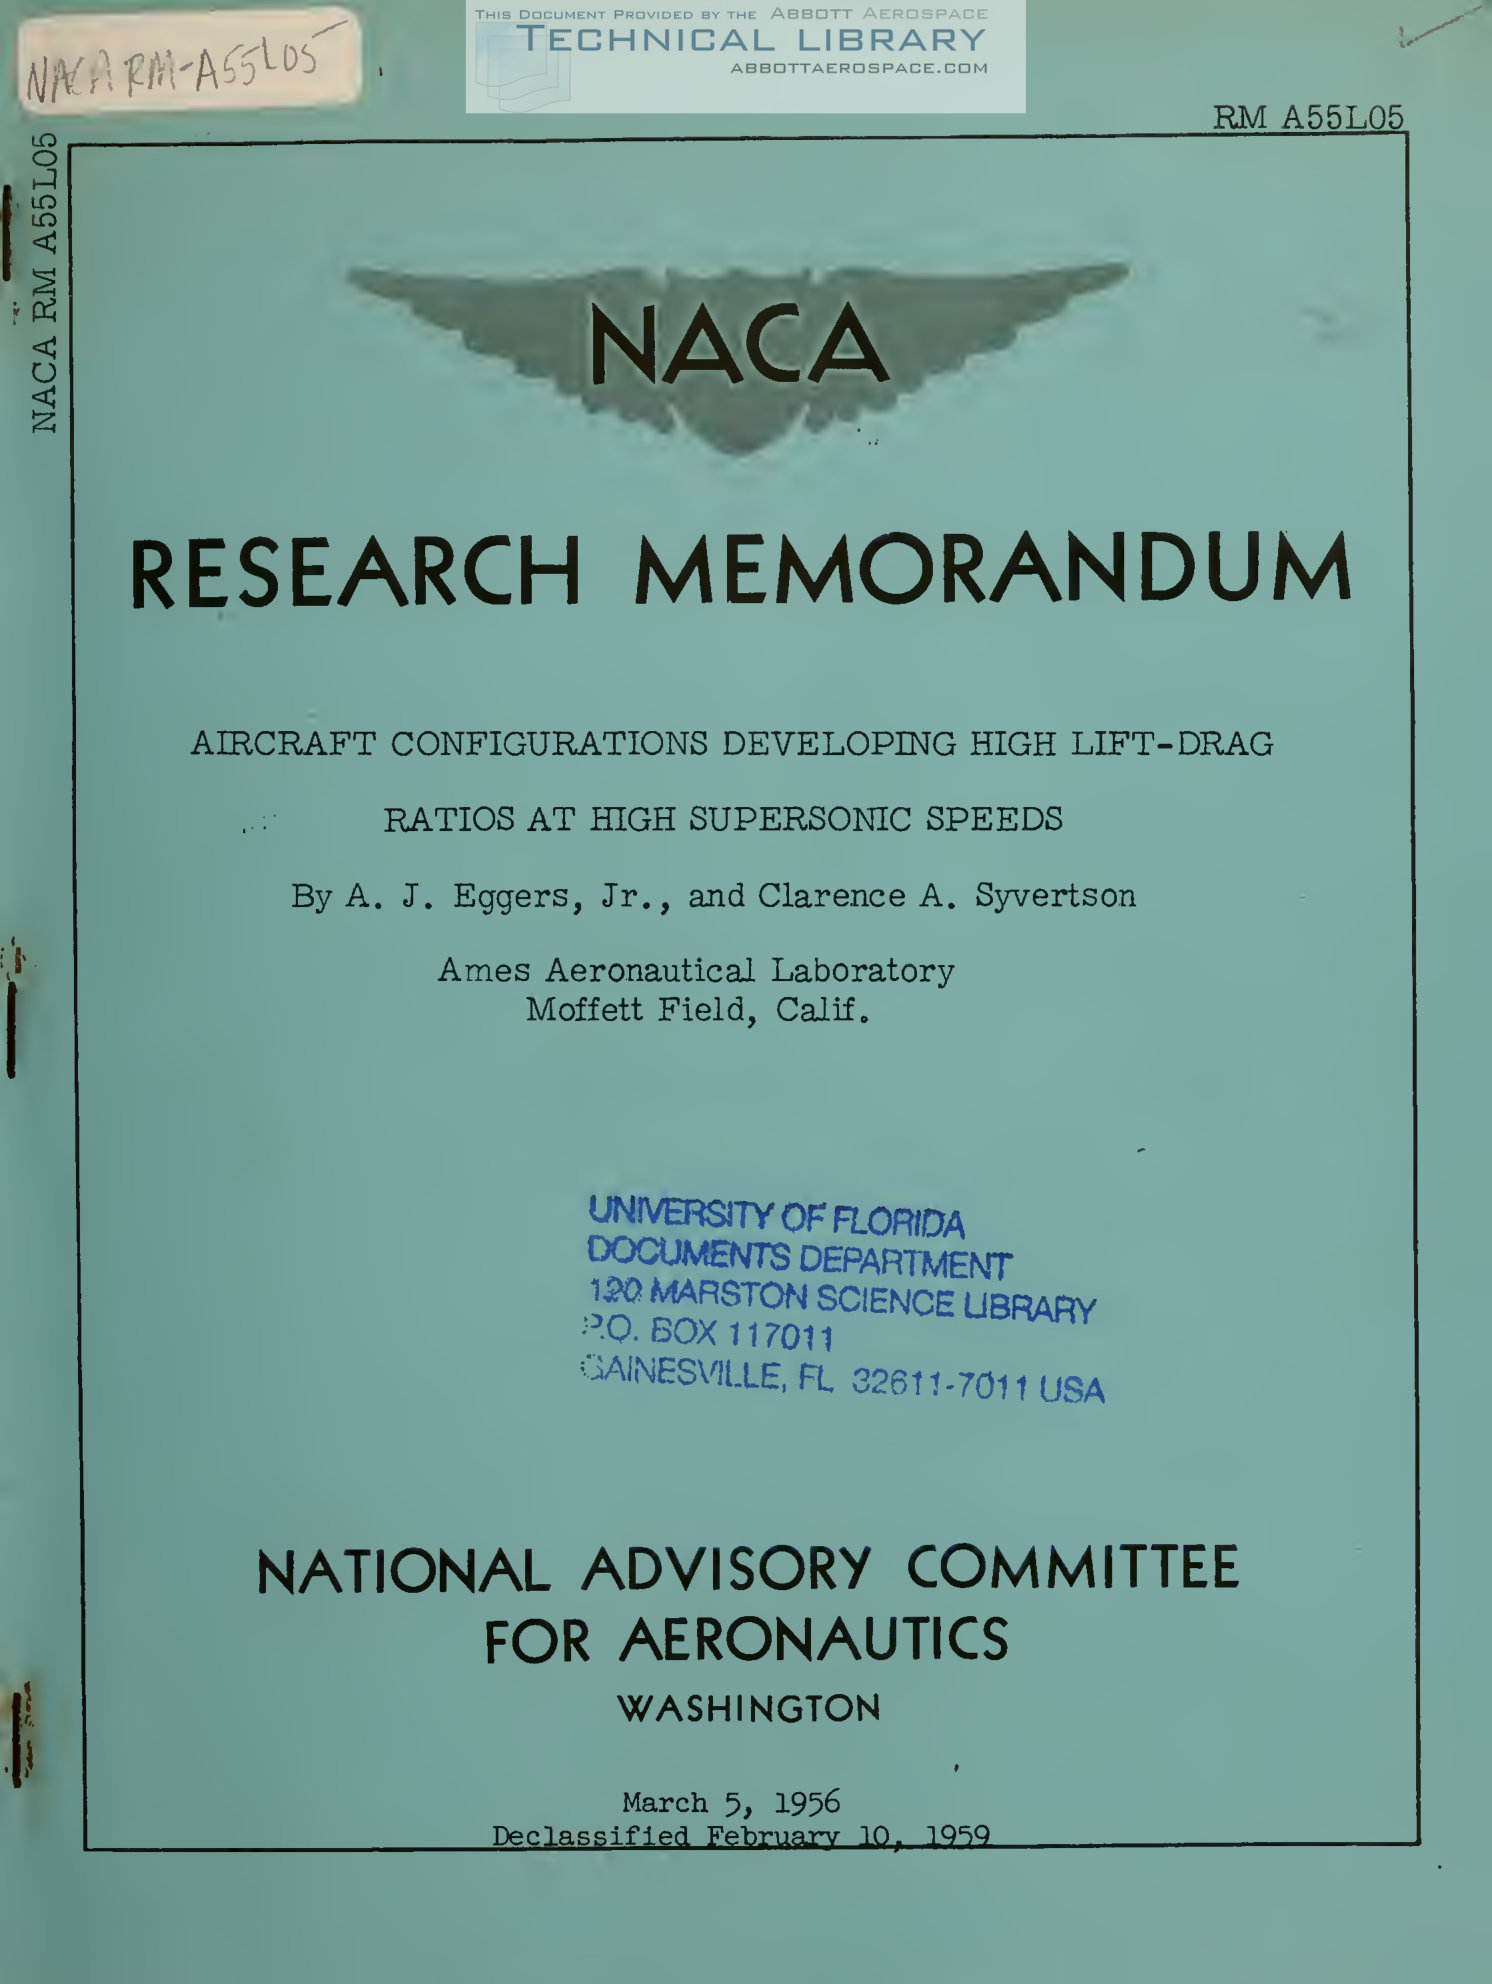 THIS DOCUMENT PROVIDED BY THE ABBOTT AEROSPACE
TECHNICAL LIBRARY
ABBOTTAEROSPACE.COM
NACA RM-A55L05
RM A55L05
NACA RM A55L05
NACA
RESEARCH MEMORANDUM
AIRCRAFT CONFIGURATIONS DEVELOPING HIGH LIFT-DRAG
RATIOS AT HIGH SUPERSONIC SPEEDS
By A. J. Eggers, Jr., and Clarence A. Syvertson
Ames Aeronautical Laboratory
Moffett Field, Calif.
UNIVERSITY OF FLORIDA
DOCUMENTS DEPARTMENT
120 MARSTON SCIENCE LIBRARY
P.O. BOX 117011
GAINESVILLE, FL 32611-7011 USA
NATIONAL ADVISORY COMMITTEE
FOR AERONAUTICS
WASHINGTON
March 5, 1956
Declassified February 10, 1959